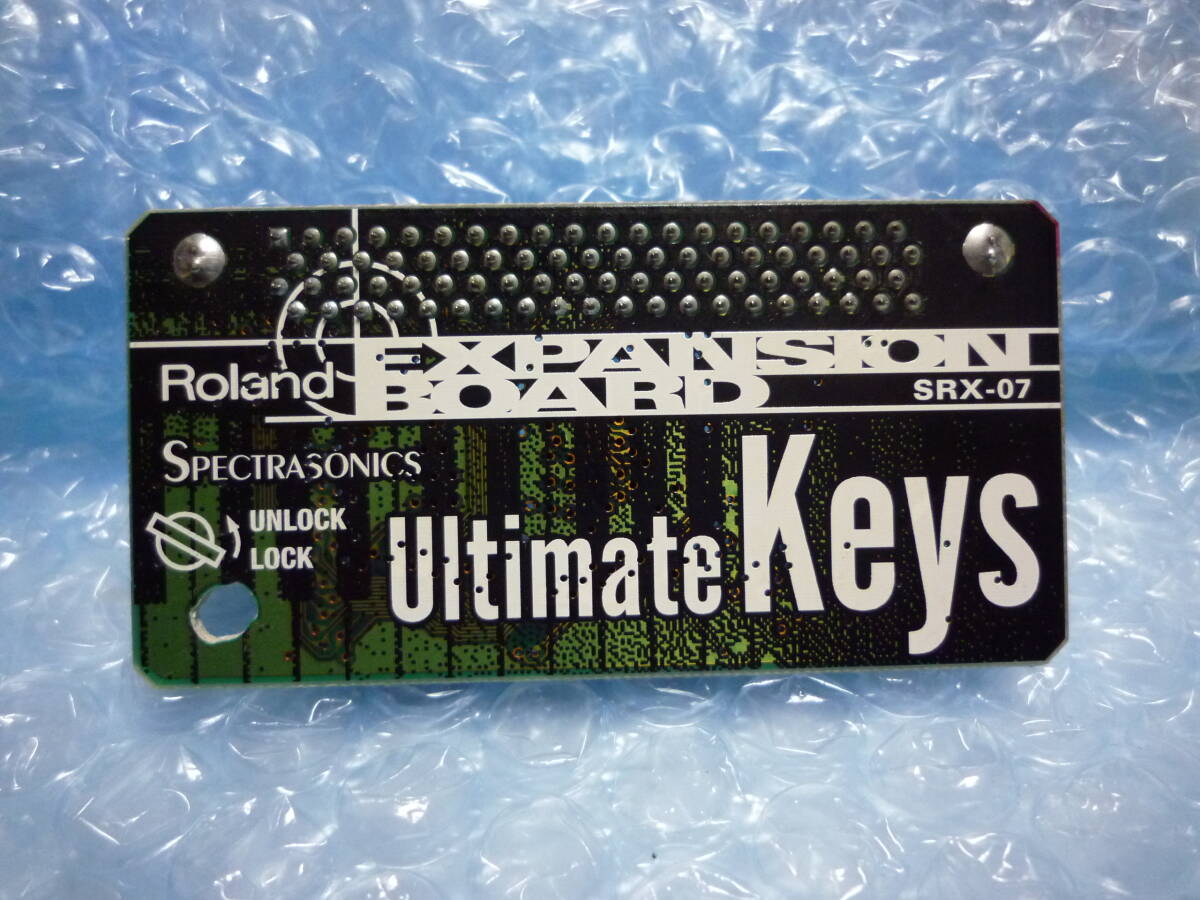 EXPANSION
Roland BOARD SRX-07
SPECTRASONICS
UNLOCK
LOCK
Ultimate Keys